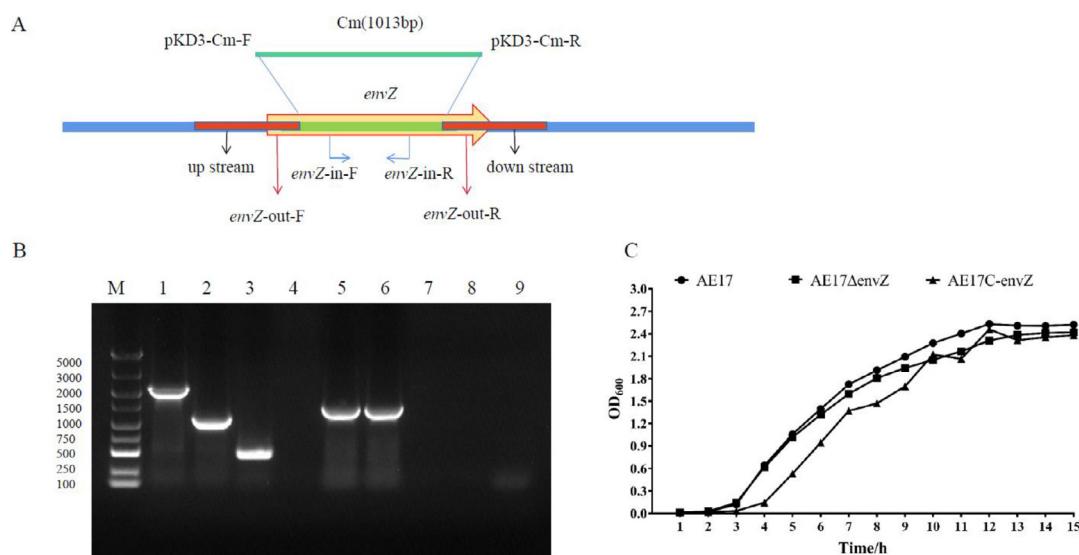 A
Cm(1013bp)
pKD3-Cm-F
pKD3-Cm-R
envZ
up stream
envZ-in-F
envZ-in-R
down stream
envZ-out-F
envZ-out-R
B
M 1 2 3 4 5 6 7 8 9
5000
3000
2000
1500
1000
750
500
250
100
C
AE17 AE17ΔenvZ AE17C-envZ
3.0
2.7
2.4
2.1
1.8
1.5
1.2
0.9
0.6
0.3
0.0
OD600
1 2 3 4 5 6 7 8 9 10 11 12 13 14 15
Time/h